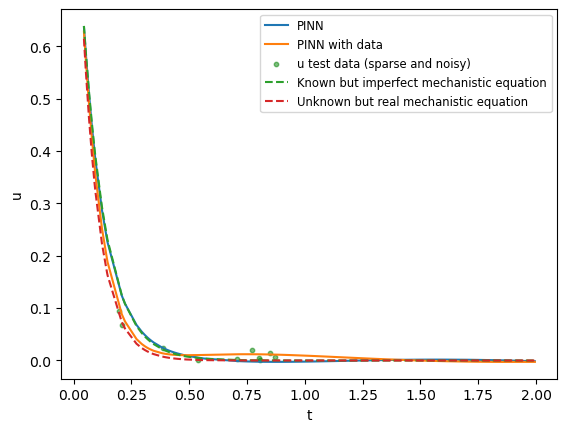 PINN
PINN with data
u test data (sparse and noisy)
Known but imperfect mechanistic equation
Unknown but real mechanistic equation
0.6
0.5
0.4
0.3
0.2
0.1
0.0
u
0.00 0.25 0.50 0.75 1.00 1.25 1.50 1.75 2.00
t